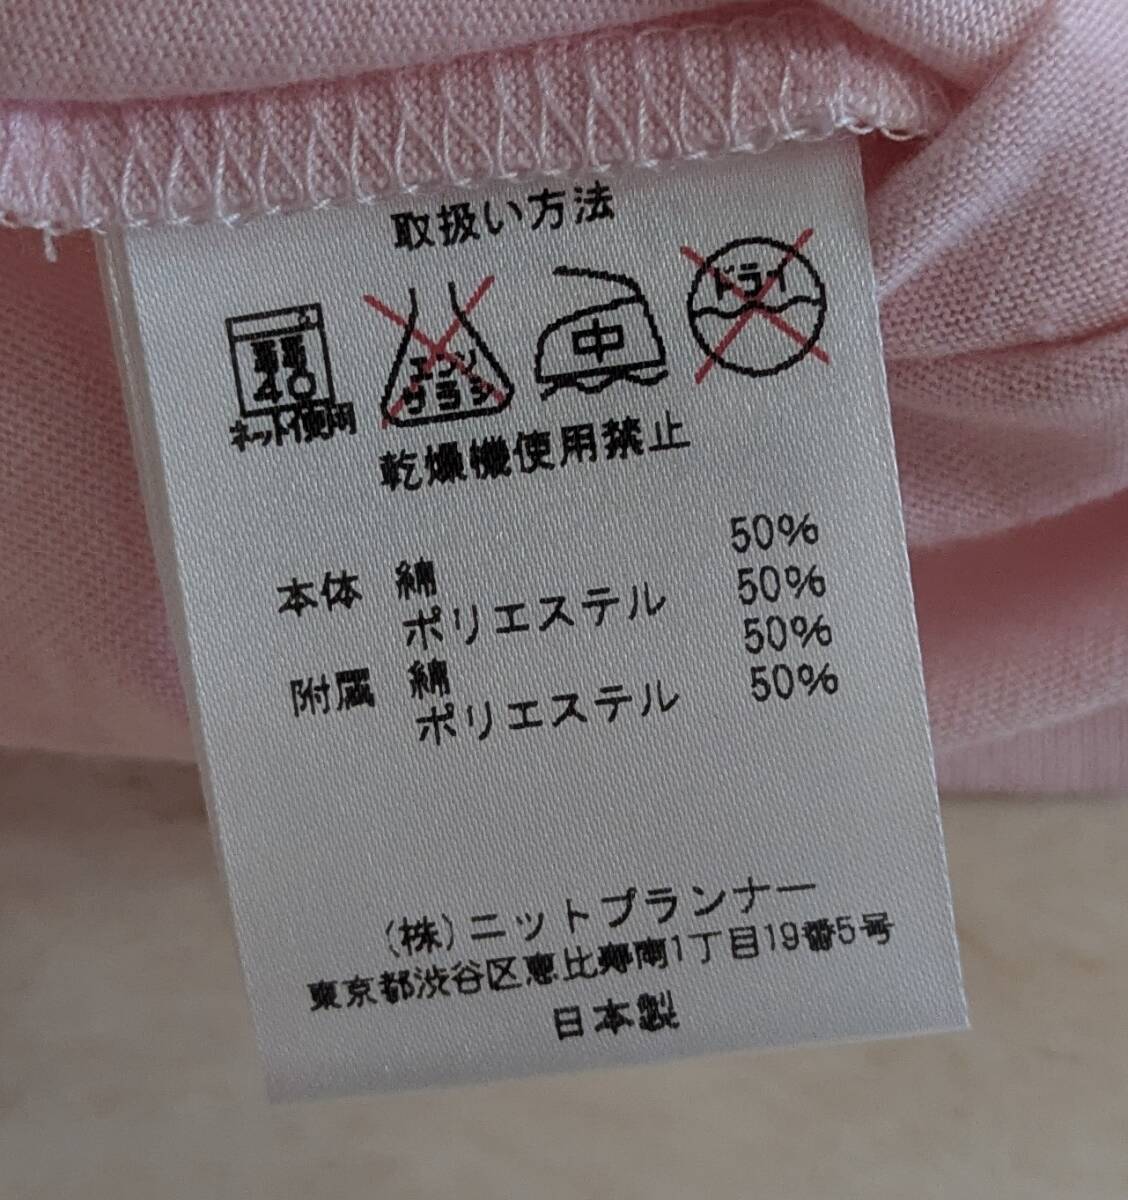 取扱い方法
弱
40
ネット使用
エンソ
サラシ
中
ドライ
乾燥機使用禁止
本体 綿 50%
ポリエステル 50%
附属 綿 50%
ポリエステル 50%
(株)ニットプランナー
東京都渋谷区恵比寿南1丁目19番5号
日本製